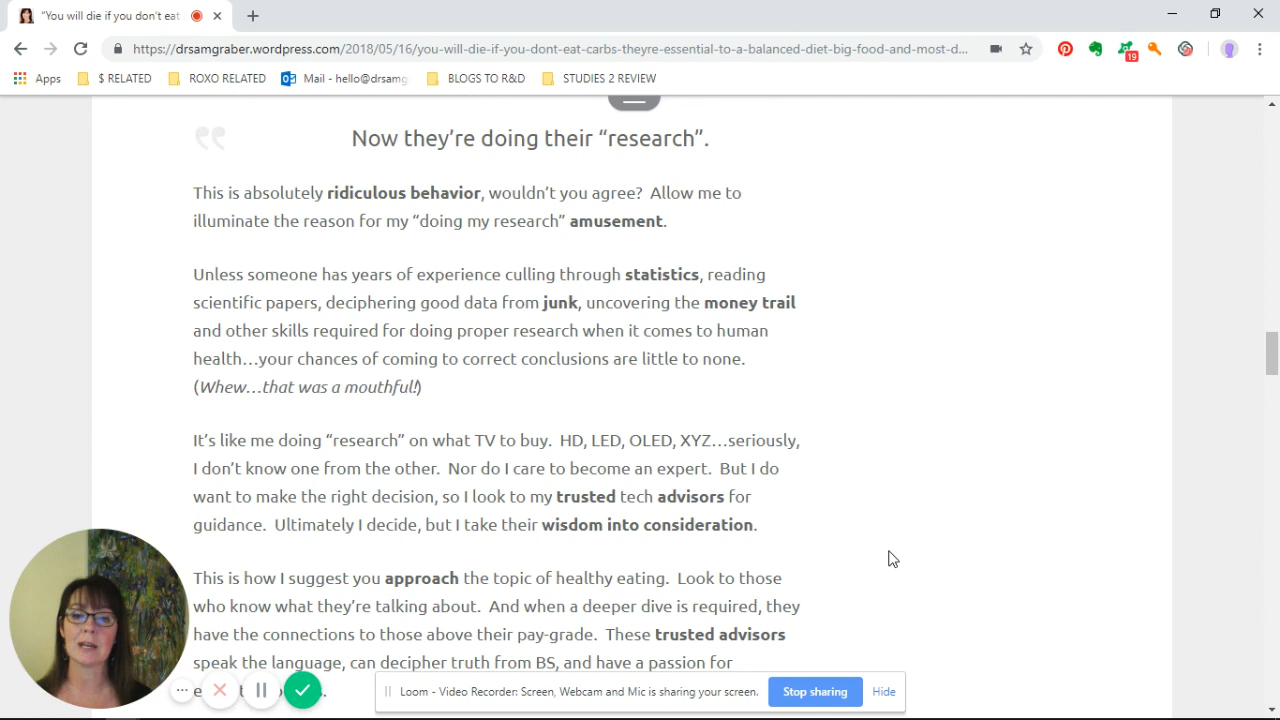 "You will die if you don't eat
https://drsamgraber.wordpress.com/2018/05/16/you-will-die-if-you-dont-eat-carbs-theyre-essential-to-a-balanced-diet-big-food-and-most-d...
19
Apps
$ RELATED
ROXO RELATED
Mail - hello@drsamg
BLOGS TO R&D
STUDIES 2 REVIEW
Now they're doing their "research".
This is absolutely ridiculous behavior, wouldn't you agree? Allow me to
illuminate the reason for my "doing my research" amusement.
Unless someone has years of experience culling through statistics, reading
scientific papers, deciphering good data from junk, uncovering the money trail
and other skills required for doing proper research when it comes to human
health…your chances of coming to correct conclusions are little to none.
(Whew…that was a mouthful!)
It's like me doing "research" on what TV to buy. HD, LED, OLED, XYZ…seriously,
I don't know one from the other. Nor do I care to become an expert. But I do
want to make the right decision, so I look to my trusted tech advisors for
guidance. Ultimately I decide, but I take their wisdom into consideration.
This is how I suggest you approach the topic of healthy eating. Look to those
who know what they're talking about. And when a deeper dive is required, they
have the connections to those above their pay-grade. These trusted advisors
speak the language, can decipher truth from BS, and have a passion for
Loom - Video Recorder: Screen, Webcam and Mic is sharing your screen.
Stop sharing
Hide